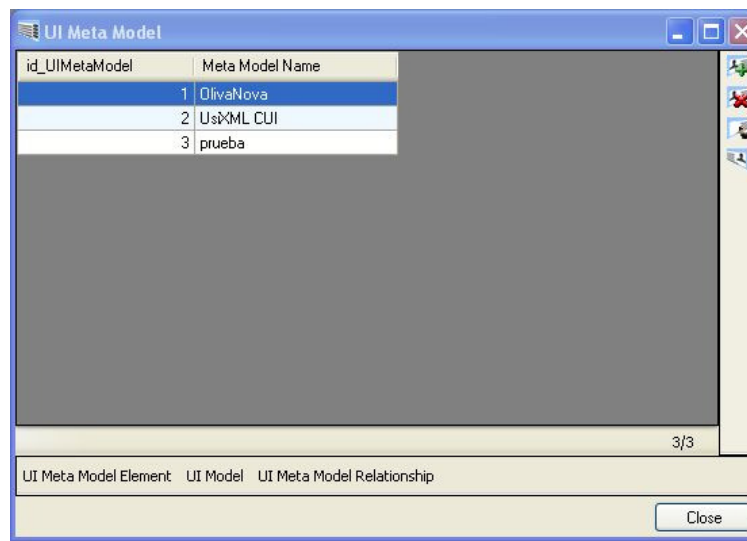 UI Meta Model
id_UIMetaModel Meta Model Name
1 OlivaNova
2 UsiXML CUI
3 prueba
3/3
UI Meta Model Element UI Model UI Meta Model Relationship
Close